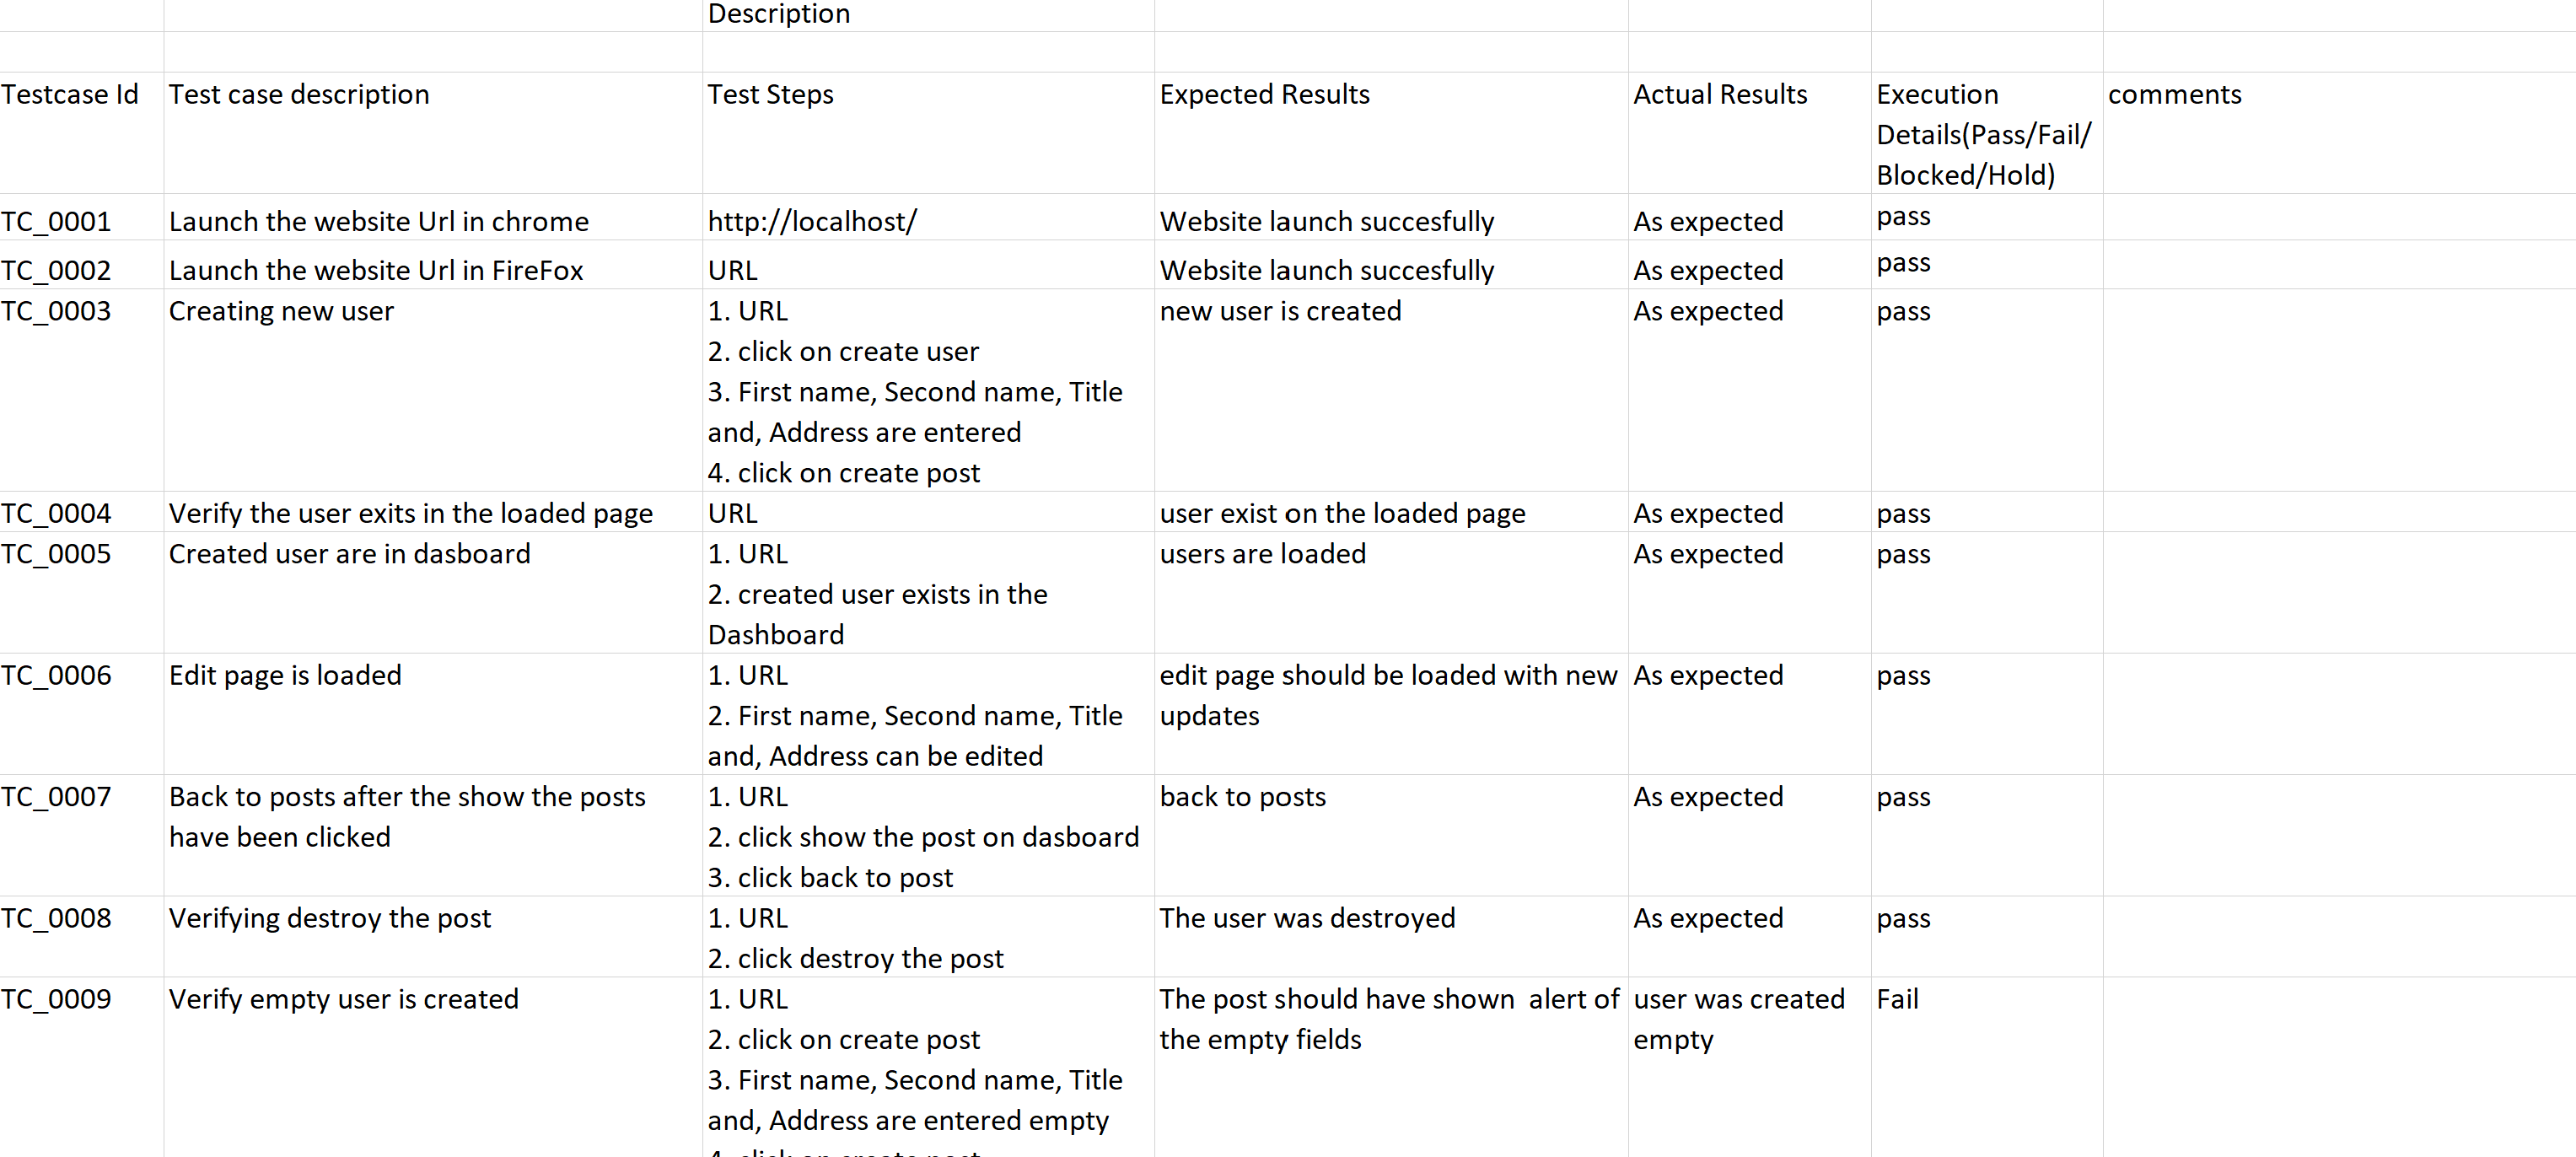 Description
Testcase Id Test case description Test Steps Expected Results Actual Results Execution Details(Pass/Fail/Blocked/Hold) comments
TC_0001 Launch the website Url in chrome http://localhost/ Website launch succesfully As expected pass
TC_0002 Launch the website Url in FireFox URL Website launch succesfully As expected pass
TC_0003 Creating new user 1. URL new user is created As expected pass
2. click on create user
3. First name, Second name, Title
and, Address are entered
4. click on create post
TC_0004 Verify the user exits in the loaded page URL user exist on the loaded page As expected pass
TC_0005 Created user are in dasboard 1. URL users are loaded As expected pass
2. created user exists in the
Dashboard
TC_0006 Edit page is loaded 1. URL edit page should be loaded with new As expected pass
2. First name, Second name, Title updates
and, Address can be edited
TC_0007 Back to posts after the show the posts 1. URL back to posts As expected pass
have been clicked 2. click show the post on dasboard
3. click back to post
TC_0008 Verifying destroy the post 1. URL The user was destroyed As expected pass
2. click destroy the post
TC_0009 Verify empty user is created 1. URL The post should have shown  alert of user was created Fail
2. click on create post the empty fields empty
3. First name, Second name, Title
and, Address are entered empty
4. click on create post